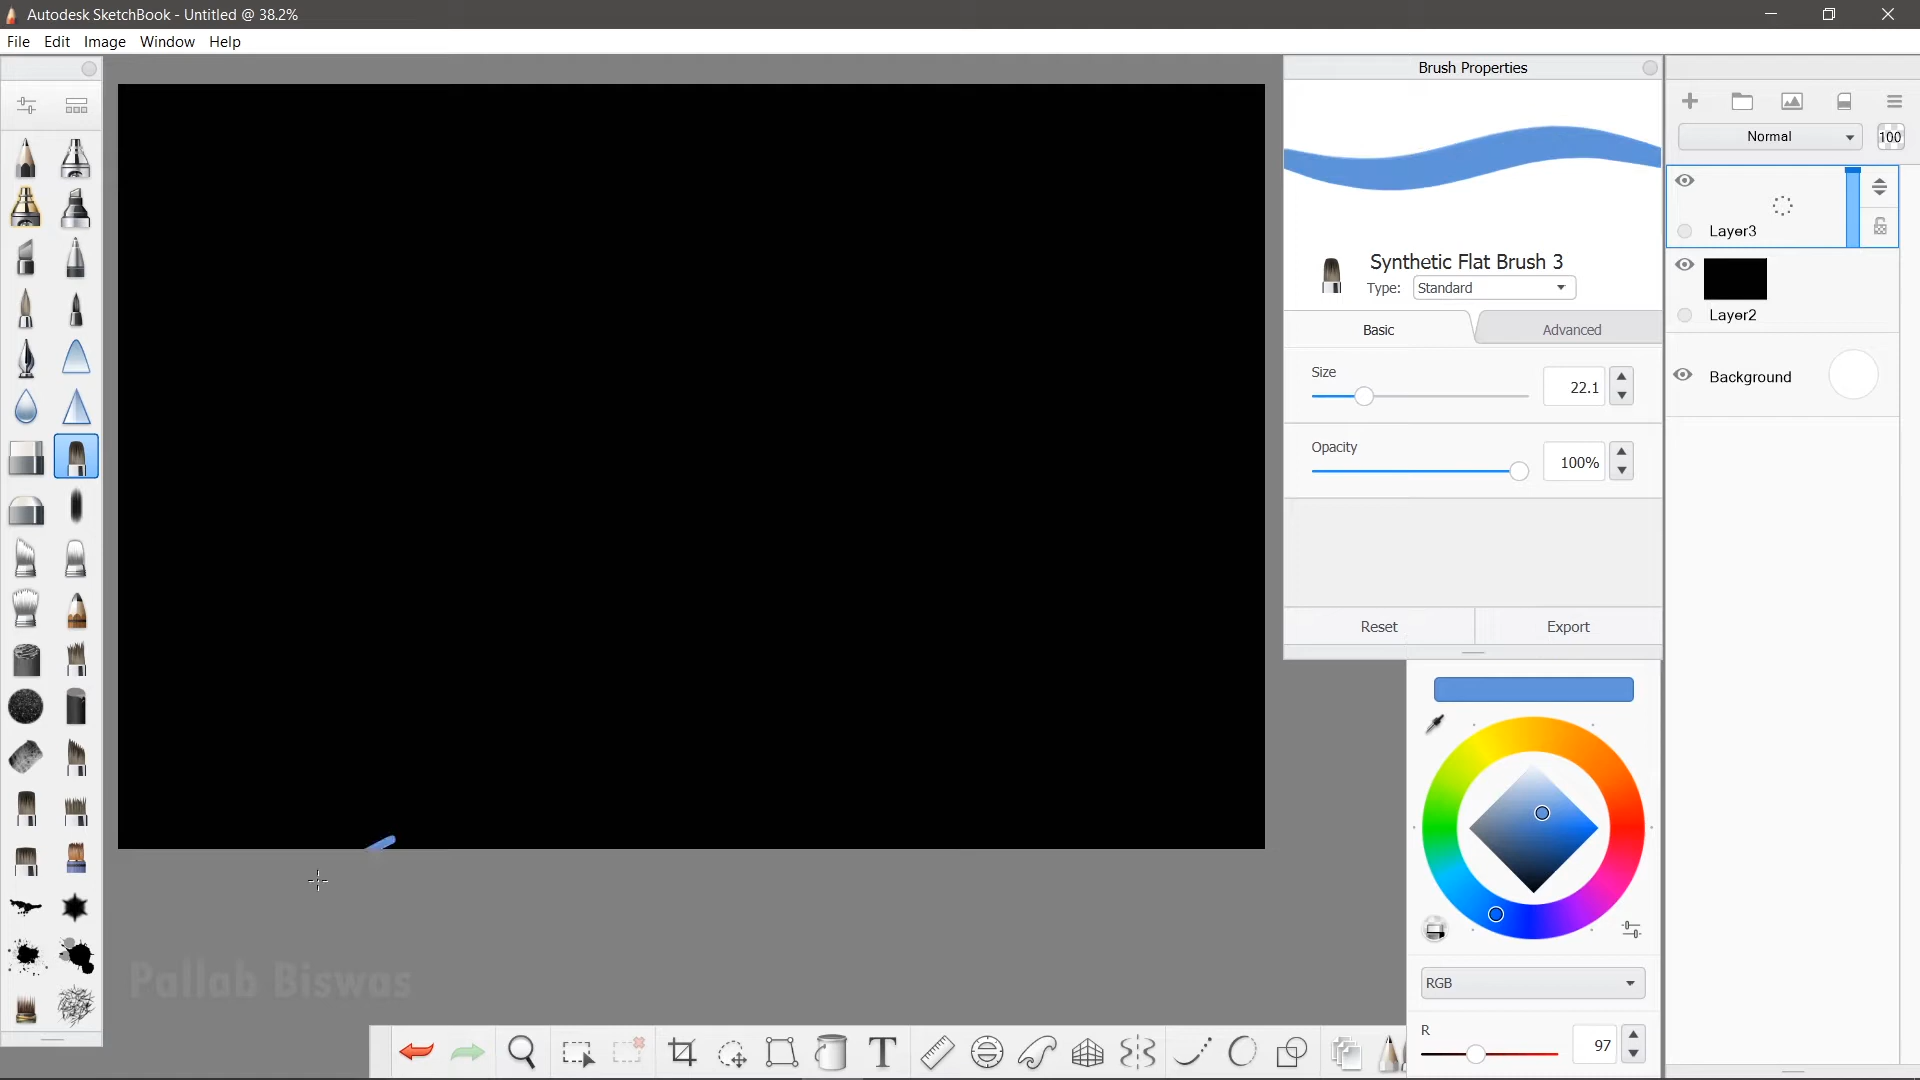 Autodesk SketchBook - Untitled @ 38.2%
File Edit Image Window Help
Brush Properties
Normal 100
Layer3
Synthetic Flat Brush 3
Type: Standard
Layer2
Basic Advanced
Size
22.1
Background
Opacity
100%
Reset Export
Pallab Biswas
RGB
R
97
T